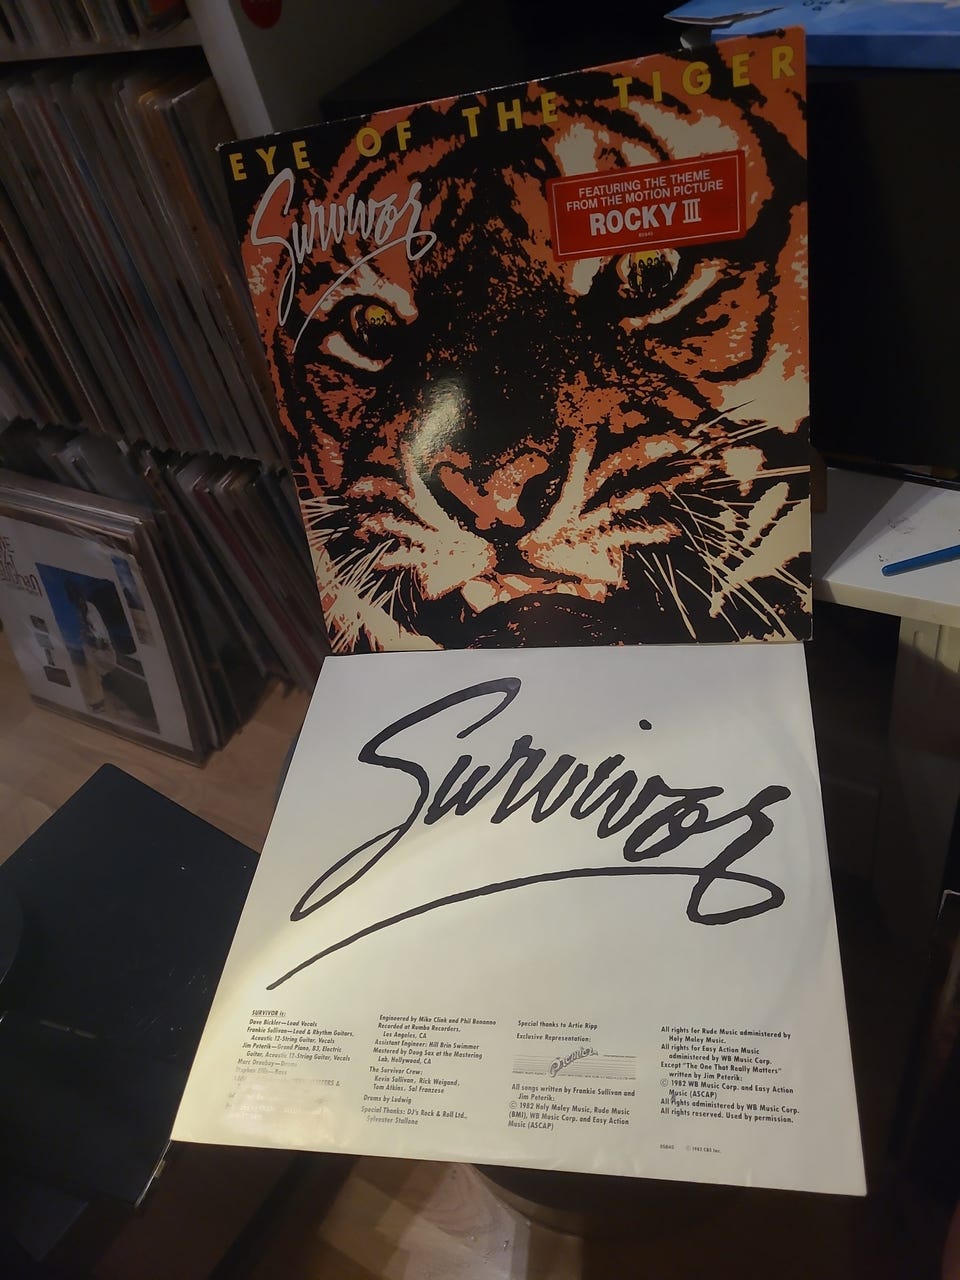 EYE OF THE TIGER
Survivor
FEATURING THE THEME
FROM THE MOTION PICTURE
ROCKY III
85845
Survivor
SURVIVOR is:
Dave Bickler—Lead Vocals
Frankie Sullivan—Lead & Rhythm Guitars,
Acoustic 12-String Guitar, Vocals
Jim Peterik—Grand Piano, B3, Electric
Guitar, Acoustic 12-String Guitar, Vocals
Marc Droubay—Drums
Stephan Ellis—Bass
Engineered by Mike Clink and Phil Bonanno
Recorded at Rumbo Recorders,
Los Angeles, CA
Assistant Engineer: Hill Brin Swimmer
Mastered by Doug Sax at the Mastering
Lab, Hollywood, CA
The Survivor Crew:
Kevin Sullivan, Rick Weigand,
Tom Atkins, Sal Franzese
Drums by Ludwig
Special Thanks: DJ's Rock & Roll Ltd.,
Sylvester Stallone
Special thanks to Artie Ripp
Exclusive Representation:
Premier
All songs written by Frankie Sullivan and
Jim Peterik:
© 1982 Holy Moley Music, Rude Music
(BMI), WB Music Corp. and Easy Action
Music (ASCAP)
All rights for Rude Music administered by
Holy Moley Music.
All rights for Easy Action Music
administered by WB Music Corp.
Except "The One That Really Matters"
written by Jim Peterik:
© 1982 WB Music Corp. and Easy Action
Music (ASCAP)
All Rights administered by WB Music Corp.
All rights reserved. Used by permission.
85845 © 1982 CBS Inc.